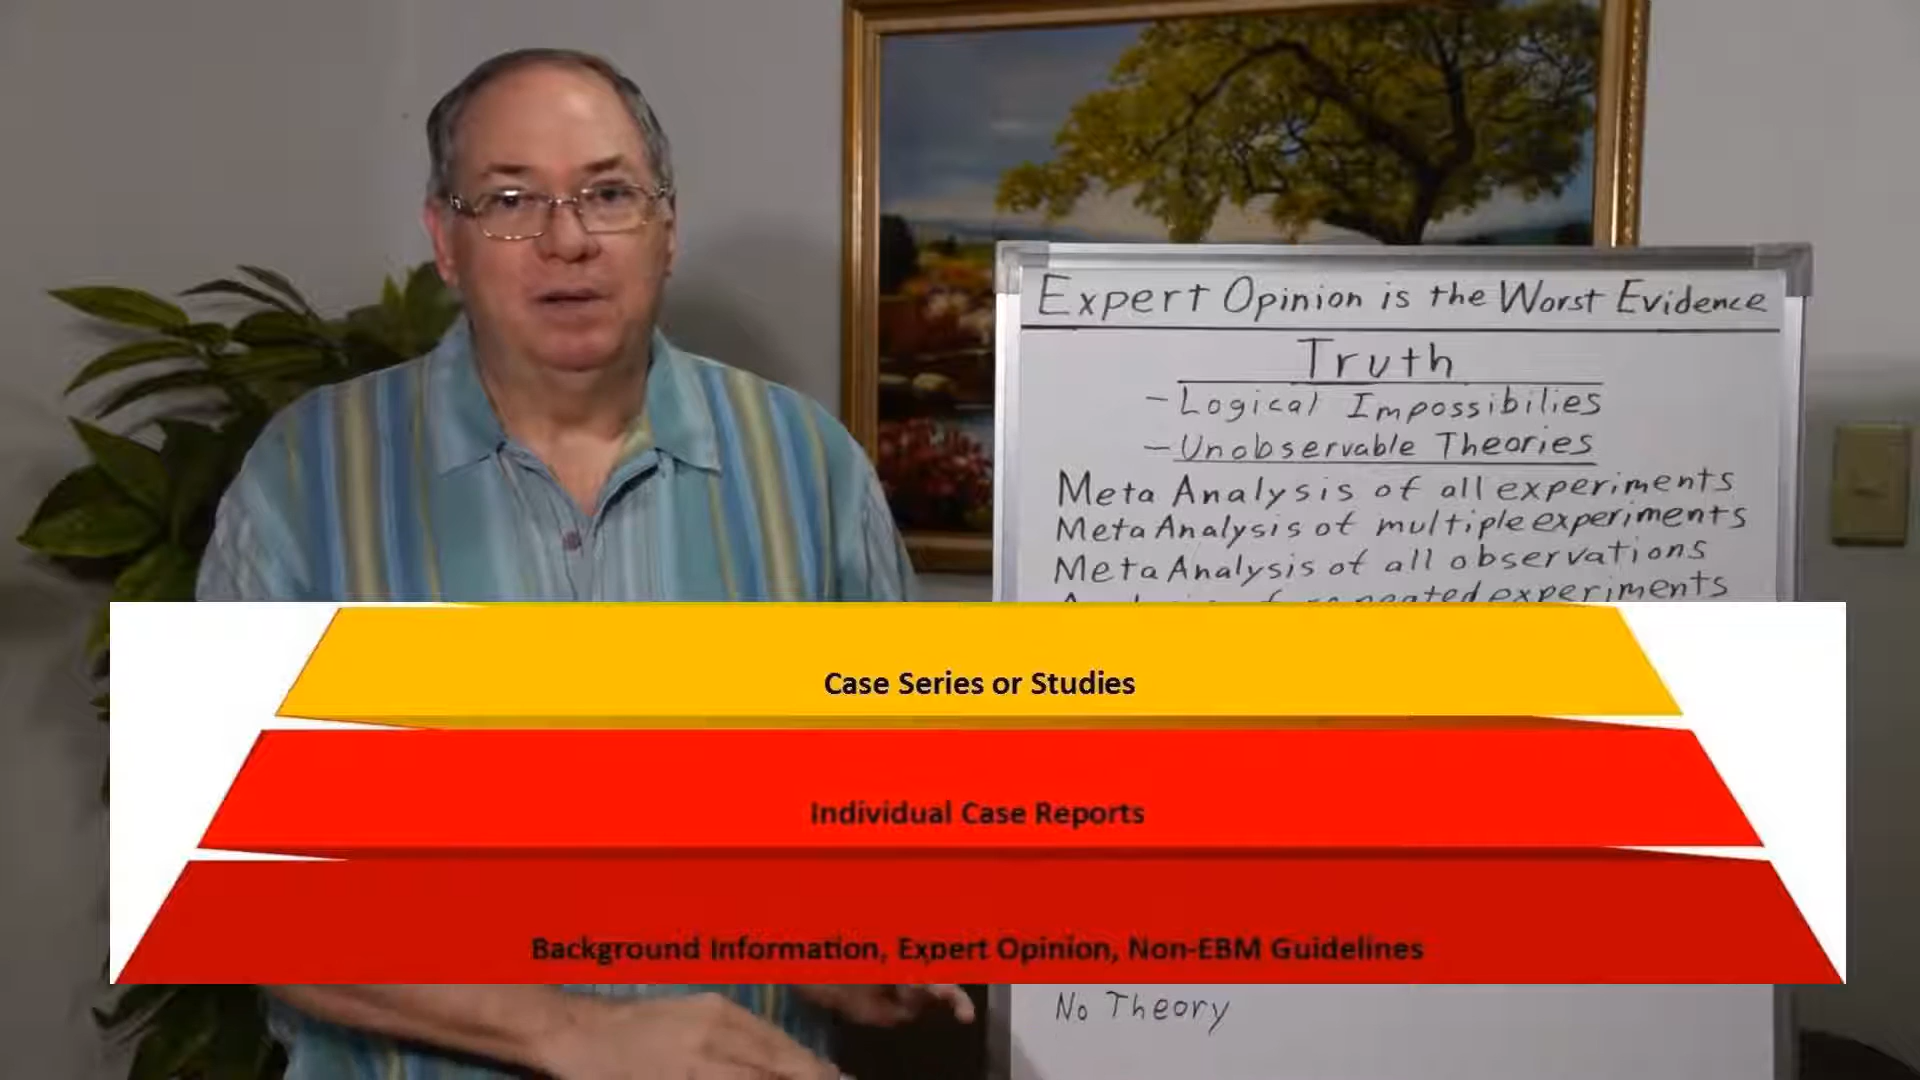 Expert Opinion is the Worst Evidence
Truth
- Logical Impossibilies
- Unobservable Theories
Meta Analysis of all experiments
Meta Analysis of multiple experiments
Meta Analysis of all observations
repeated experiments
Case Series or Studies
Individual Case Reports
Background Information, Expert Opinion, Non-EBM Guidelines
No Theory